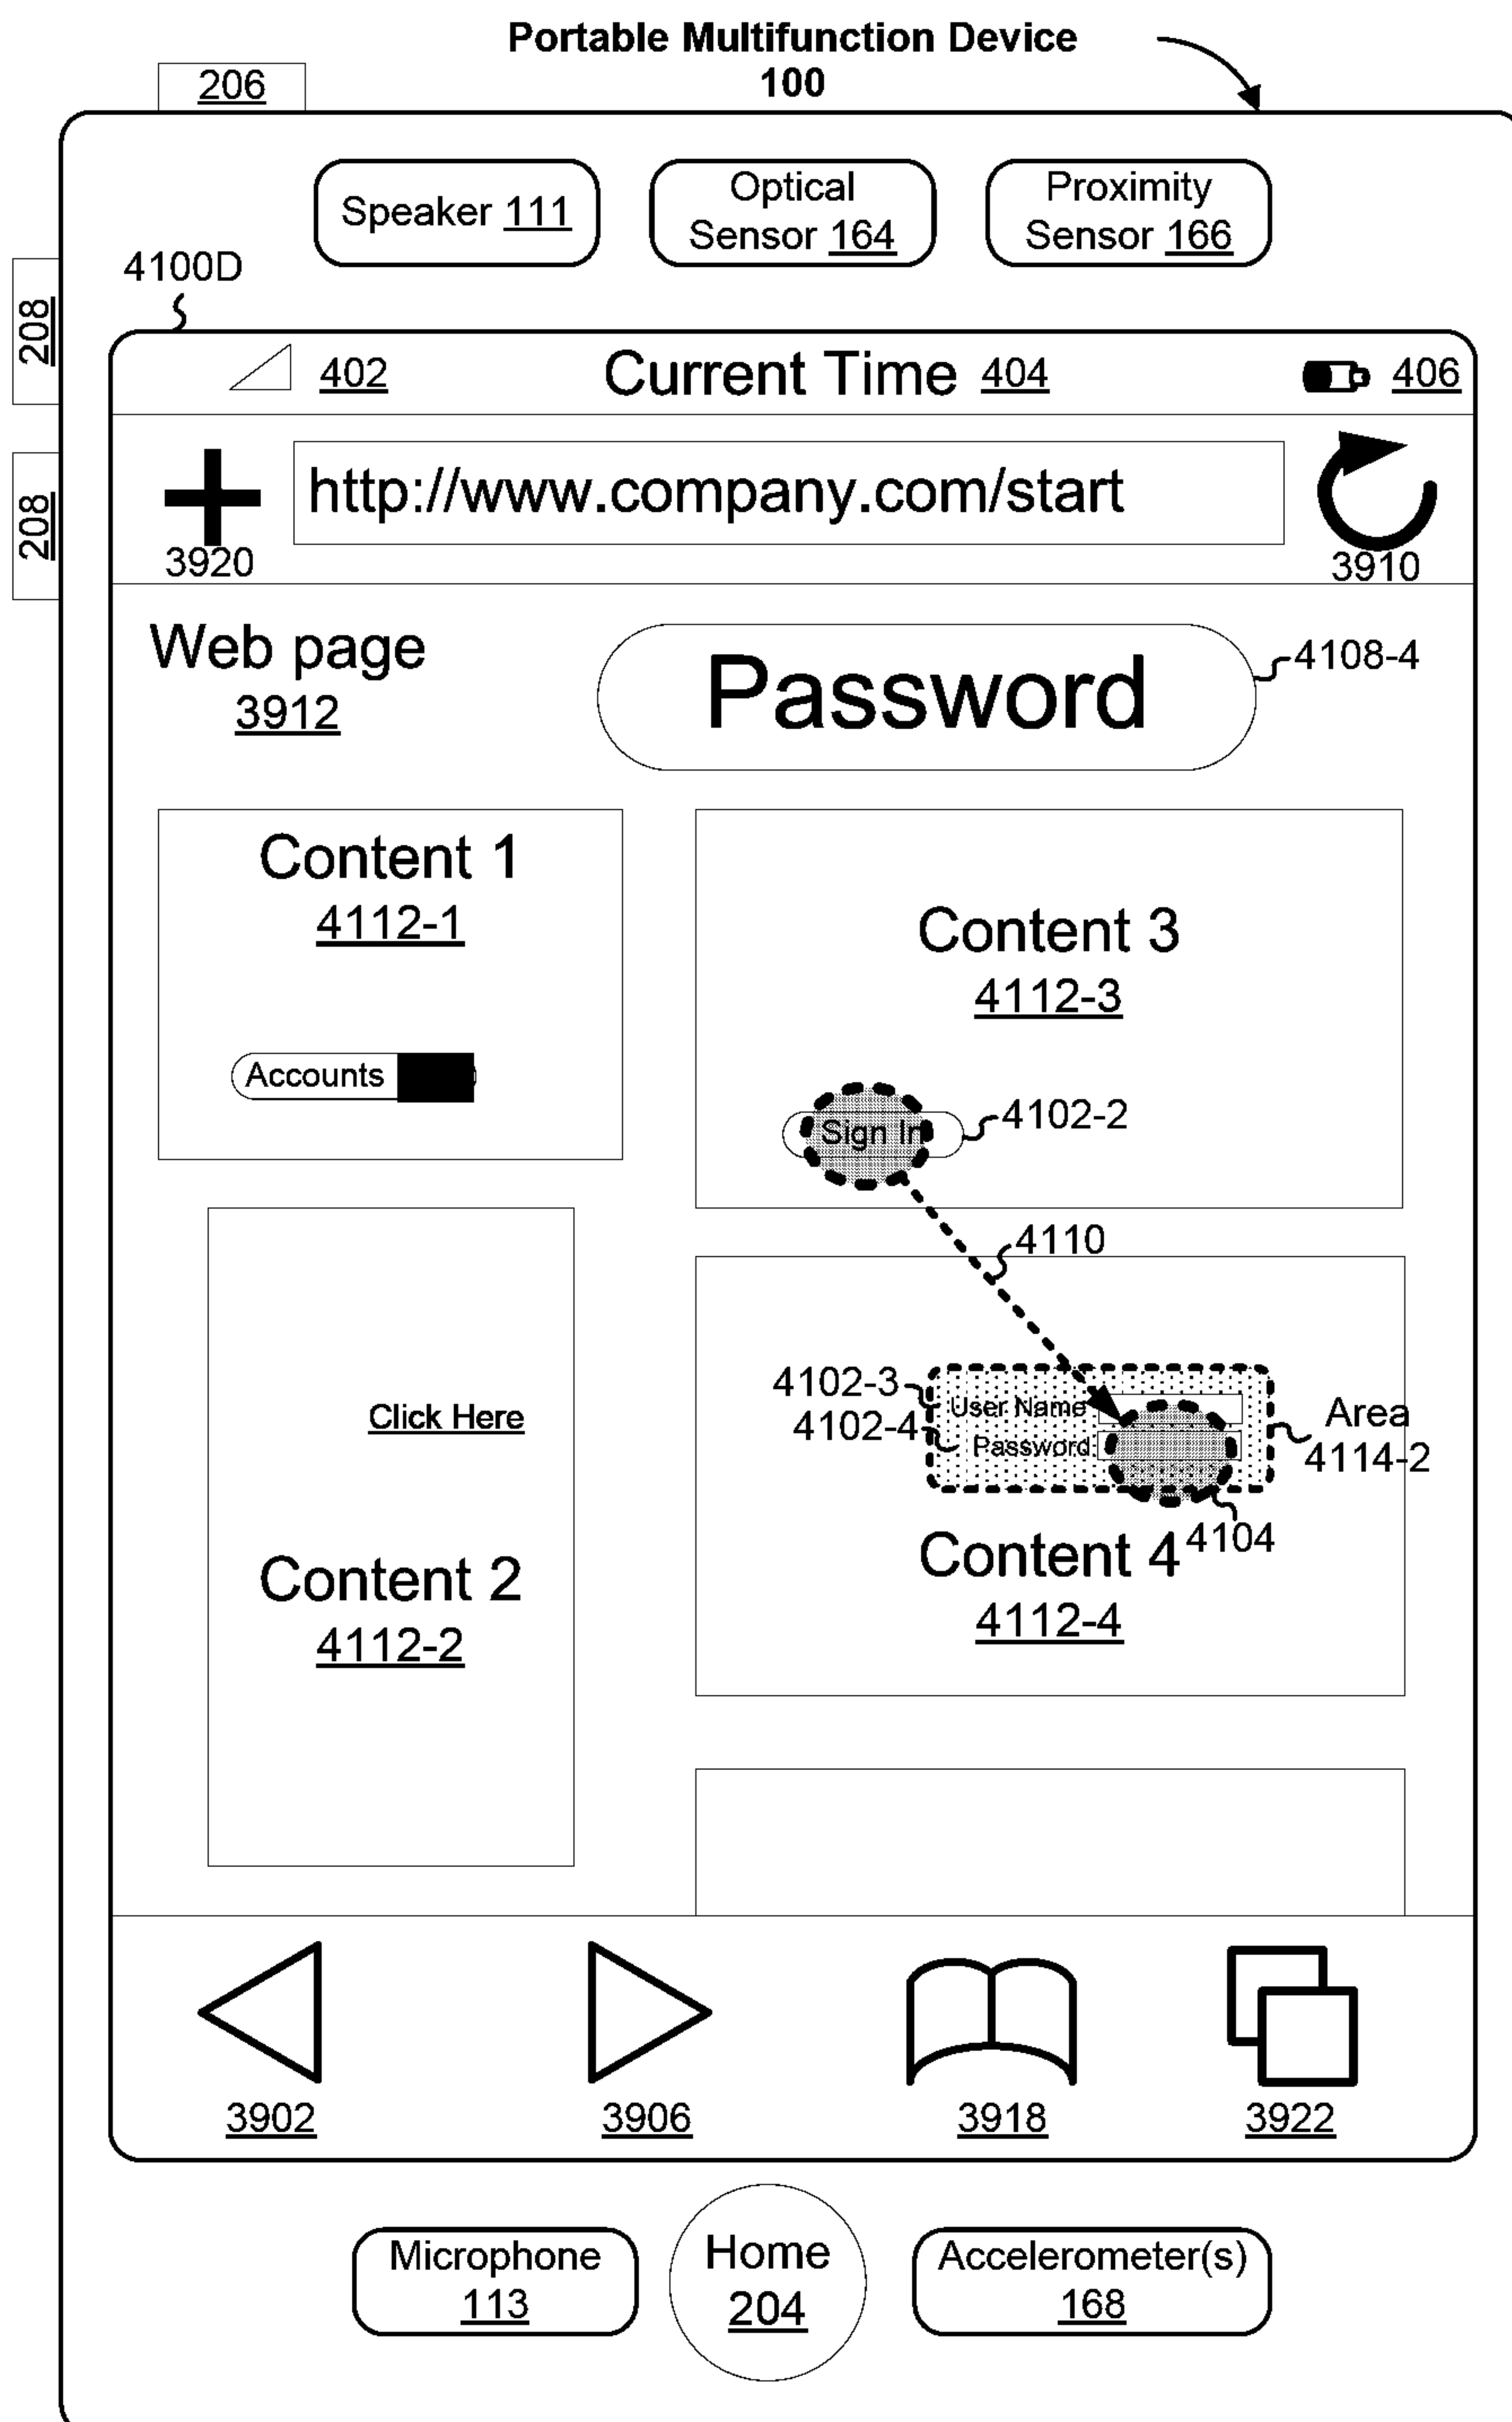 Portable Multifunction Device
100
206
Speaker 111
Optical
Sensor 164
Proximity
Sensor 166
4100D
208
208
402
Current Time 404
406
http://www.company.com/start
3920
3910
Web page
3912
Password
4108-4
Content 1
4112-1
Accounts
Content 3
4112-3
Sign In
4102-2
4110
Click Here
Content 2
4112-2
4102-3
User Name
4102-4
Password
Area
4114-2
4104
Content 4
4112-4
3902
3906
3918
3922
Microphone
113
Home
204
Accelerometer(s)
168